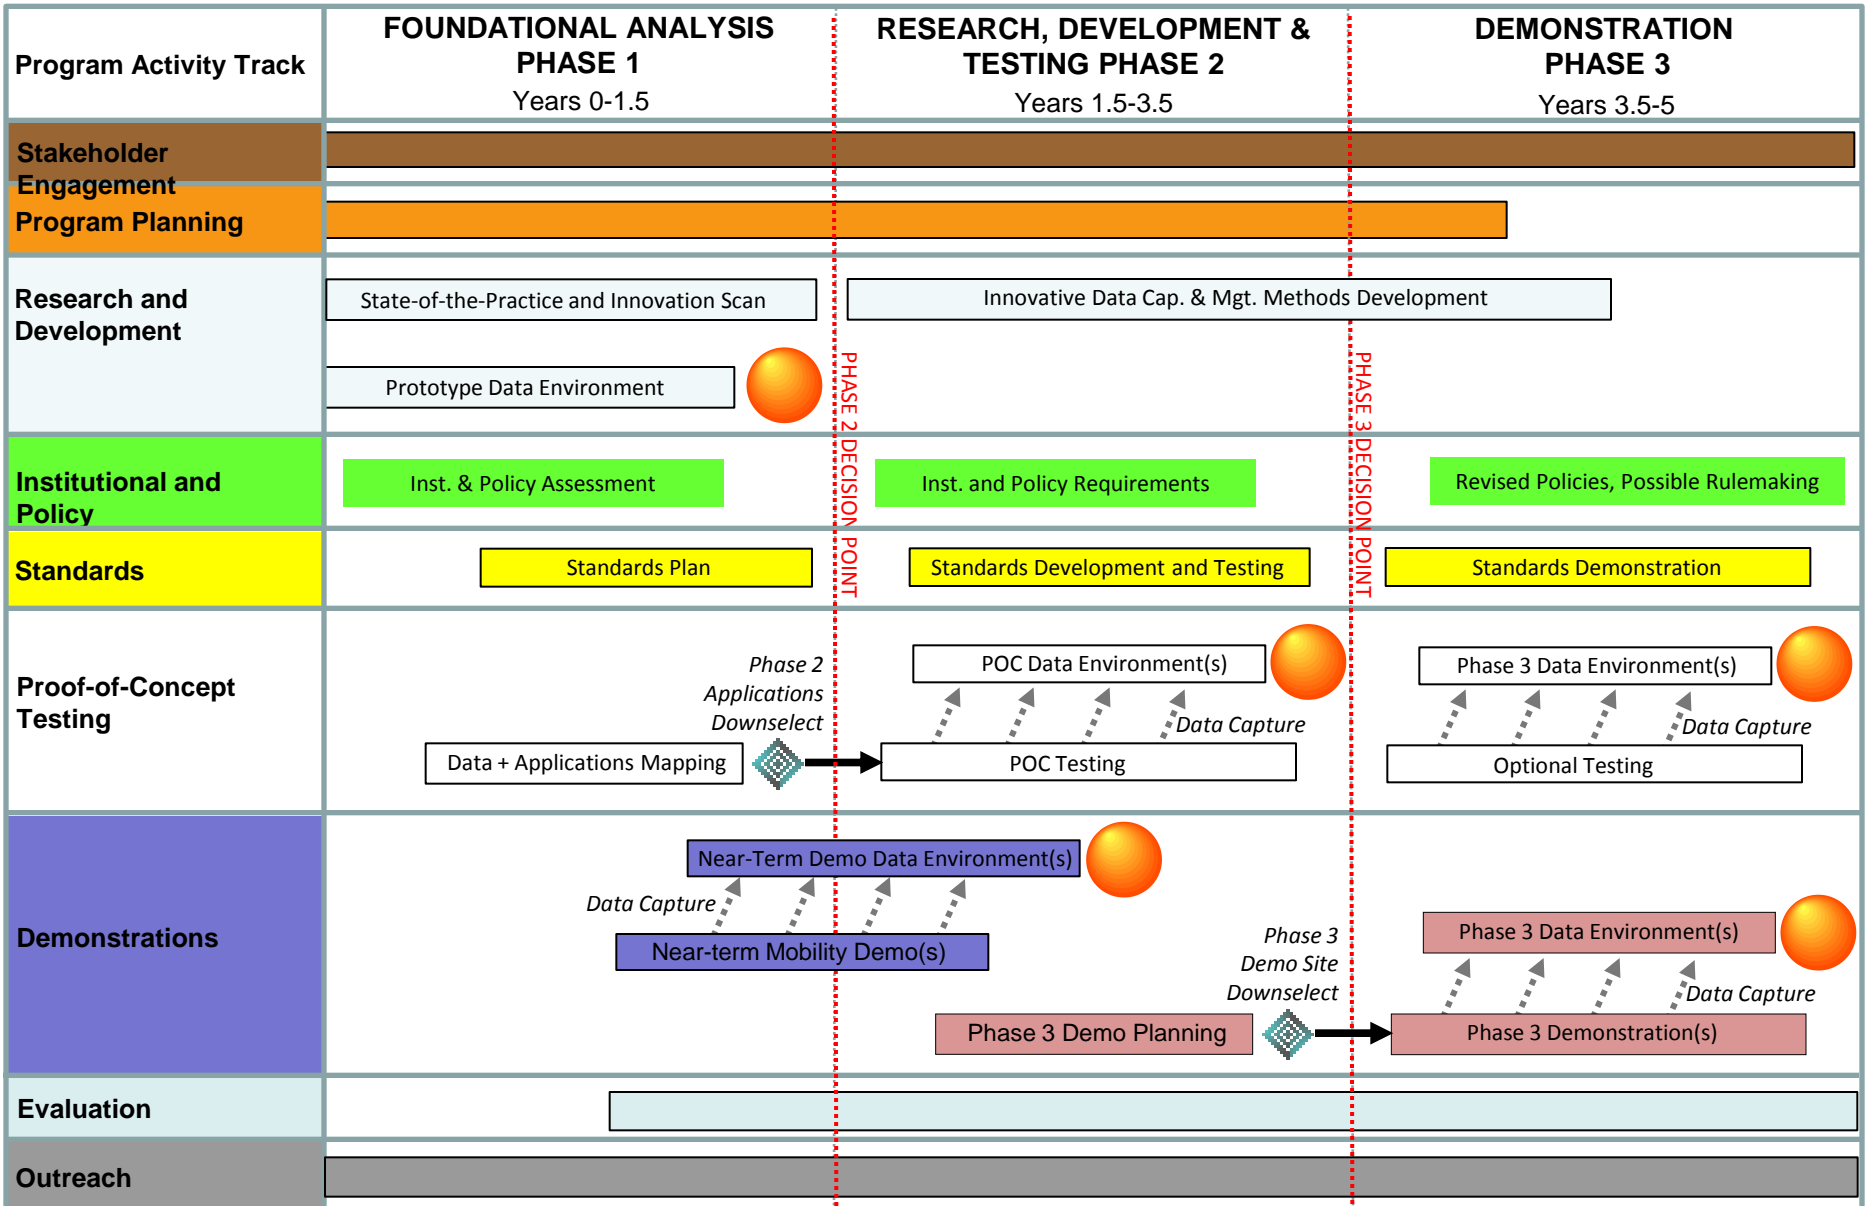 Program Activity Track
FOUNDATIONAL ANALYSIS
PHASE 1
Years 0-1.5
RESEARCH, DEVELOPMENT &
TESTING PHASE 2
Years 1.5-3.5
DEMONSTRATION
PHASE 3
Years 3.5-5
Stakeholder
Engagement
Program Planning
Research and
Development
State-of-the-Practice and Innovation Scan
Innovative Data Cap. & Mgt. Methods Development
Prototype Data Environment
PHASE 2 DECISION POINT
PHASE 3 DECISION POINT
Institutional and
Policy
Inst. & Policy Assessment
Inst. and Policy Requirements
Revised Policies, Possible Rulemaking
Standards
Standards Plan
Standards Development and Testing
Standards Demonstration
Proof-of-Concept
Testing
Phase 2
Applications
Downselect
POC Data Environment(s)
Phase 3 Data Environment(s)
Data Capture
Data Capture
Data + Applications Mapping
POC Testing
Optional Testing
Demonstrations
Near-Term Demo Data Environment(s)
Data Capture
Near-term Mobility Demo(s)
Phase 3
Demo Site
Downselect
Phase 3 Data Environment(s)
Data Capture
Phase 3 Demo Planning
Phase 3 Demonstration(s)
Evaluation
Outreach